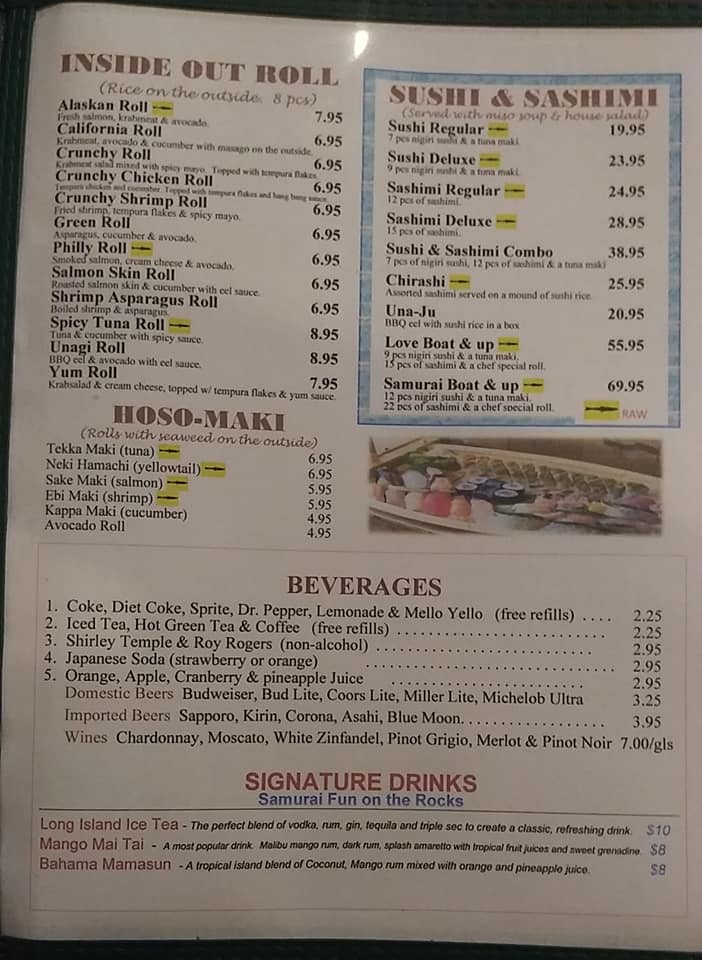 INSIDE OUT ROLL
(Rice on the outside. 8 pcs)
Alaskan Roll 7.95
Fresh salmon, krabmeat & avocado.
California Roll 6.95
Krabmeat, avocado & cucumber with masago on the outside.
Crunchy Roll 6.95
Krabmeat salad mixed with spicy mayo. Topped with tempura flakes.
Crunchy Chicken Roll 6.95
Tempura chicken and cucumber. Topped with tempura flakes and bang bang sauce.
Crunchy Shrimp Roll 6.95
Fried shrimp, tempura flakes & spicy mayo.
Green Roll
Asparagus, cucumber & avocado.
Philly Roll 6.95
Smoked salmon, cream cheese & avocado.
Salmon Skin Roll 6.95
Roasted salmon skin & cucumber with eel sauce.
Shrimp Asparagus Roll 6.95
Boiled shrimp & asparagus.
Spicy Tuna Roll 8.95
Tuna & cucumber with spicy sauce.
Unagi Roll 8.95
BBQ eel & avocado with eel sauce.
Yum Roll 7.95
Krabsalad & cream cheese, topped w/ tempura flakes & yum sauce.
HOSO-MAKI
(Rolls with seaweed on the outside)
Tekka Maki (tuna) 6.95
Neki Hamachi (yellowtail) 6.95
Sake Maki (salmon) 5.95
Ebi Maki (shrimp) 5.95
Kappa Maki (cucumber) 4.95
Avocado Roll 4.95
SUSHI & SASHIMI
(Served with miso soup & house salad)
Sushi Regular 19.95
7 pcs nigiri sushi & a tuna maki.
Sushi Deluxe 23.95
9 pcs nigiri sushi & a tuna maki.
Sashimi Regular 24.95
12 pcs of sashimi.
Sashimi Deluxe 28.95
15 pcs of sashimi.
Sushi & Sashimi Combo 38.95
7 pcs of nigiri sushi, 12 pcs of sashimi & a tuna maki
Chirashi 25.95
Assorted sashimi served on a mound of sushi rice.
Una-Ju 20.95
BBQ eel with sushi rice in a box
Love Boat & up 55.95
9 pcs nigiri sushi & a tuna maki.
15 pcs of sashimi & a chef special roll.
Samurai Boat & up 69.95
12 pcs nigiri sushi & a tuna maki.
22 pcs of sashimi & a chef special roll.
RAW
BEVERAGES
1. Coke, Diet Coke, Sprite, Dr. Pepper, Lemonade & Mello Yello (free refills) .... 2.25
2. Iced Tea, Hot Green Tea & Coffee (free refills) .......................... 2.25
3. Shirley Temple & Roy Rogers (non-alcohol) .............................. 2.95
4. Japanese Soda (strawberry or orange) ............................... 2.95
5. Orange, Apple, Cranberry & pineapple Juice ........................ 2.95
Domestic Beers Budweiser, Bud Lite, Coors Lite, Miller Lite, Michelob Ultra 3.25
Imported Beers Sapporo, Kirin, Corona, Asahi, Blue Moon.................. 3.95
Wines Chardonnay, Moscato, White Zinfandel, Pinot Grigio, Merlot & Pinot Noir 7.00/gls
SIGNATURE DRINKS
Samurai Fun on the Rocks
Long Island Ice Tea - The perfect blend of vodka, rum, gin, tequila and triple sec to create a classic, refreshing drink. $10
Mango Mai Tai - A most popular drink. Malibu mango rum, dark rum, splash amaretto with tropical fruit juices and sweet grenadine. $8
Bahama Mamasun - A tropical island blend of Coconut, Mango rum mixed with orange and pineapple juice. $8